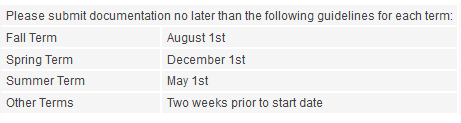 Please submit documentation no later than the following guidelines for each term:
Fall Term August 1st
Spring Term December 1st
Summer Term May 1st
Other Terms Two weeks prior to start date